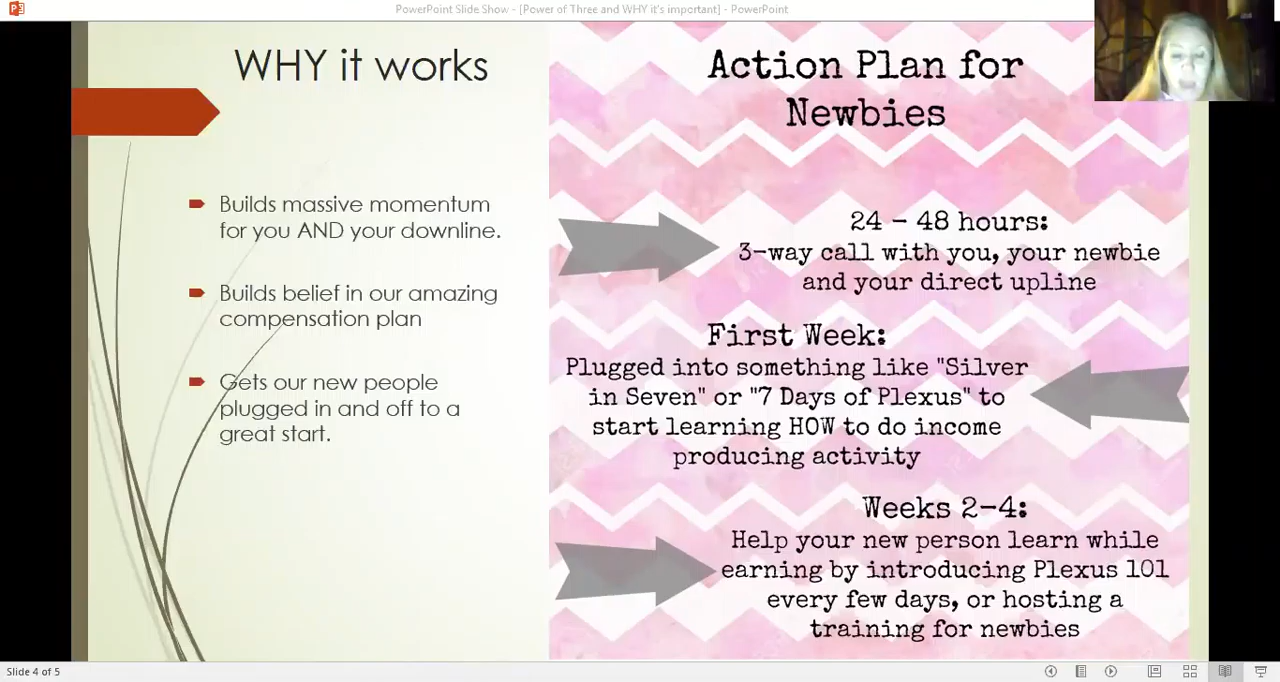 PowerPoint Slide Show - [Power of Three and WHY it's important] - PowerPoint
WHY it works
Builds massive momentum
for you AND your downline.
Builds belief in our amazing
compensation plan
Gets our new people
plugged in and off to a
great start.
Action Plan for
Newbies
24 - 48 hours:
3-way call with you, your newbie
and your direct upline
First Week:
Plugged into something like "Silver
in Seven" or "7 Days of Plexus" to
start learning HOW to do income
producing activity
Weeks 2-4:
Help your new person learn while
earning by introducing Plexus 101
every few days, or hosting a
training for newbies
Slide 4 of 5